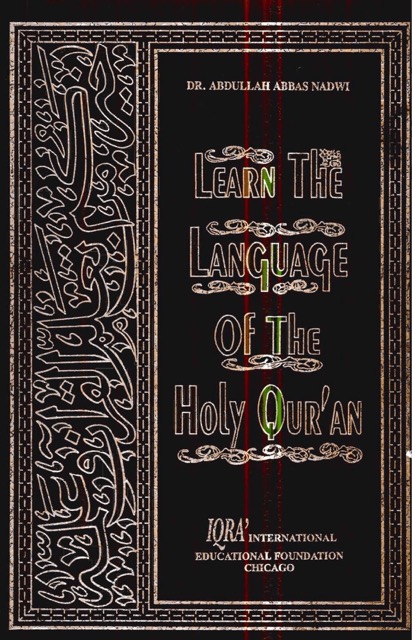 DR. ABDULLAH ABBAS NADWI
LEARN THE
LANGUAGE
OF THE
HOLY QUR'AN
IQRA' INTERNATIONAL
EDUCATIONAL FOUNDATION
CHICAGO